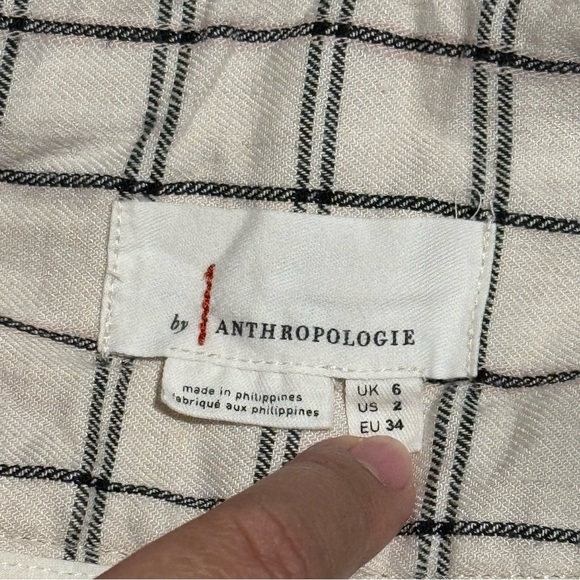 by ANTHROPOLOGIE
made in philippines
fabriqué aux philippines
UK 6
US 2
EU 34